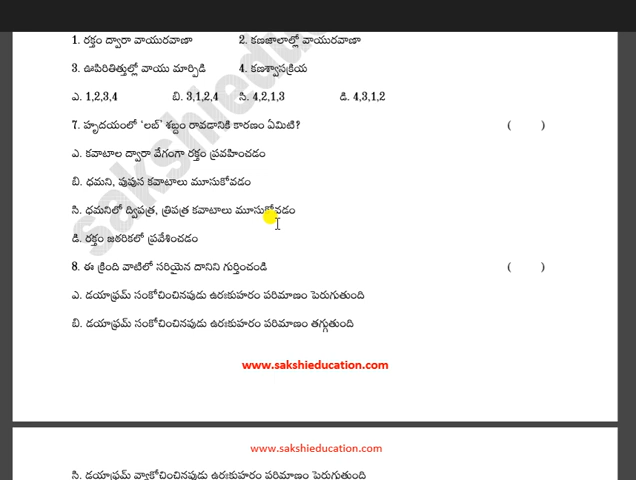 1. రక్తం ద్వారా వాయురవాణా 2. కణజాలాల్లో వాయురవాణా
3. ఊపిరితిత్తుల్లో వాయు మార్పిడి 4. కణశ్వాసక్రియ
ఎ. 1,2,3,4 బి. 3,1,2,4 సి. 4,2,1,3 డి. 4,3,1,2
7. హృదయంలో 'లబ్' శబ్దం రావడానికి కారణం ఏమిటి? ( )
ఎ. కవాటాల ద్వారా వేగంగా రక్తం ప్రవహించడం
బి. ధమని, పుపుస కవాటాలు మూసుకోవడం
సి. ధమనిలో ద్విపత్ర, త్రిపత్ర కవాటాలు మూసుకోవడం
డి. రక్తం జఠరికలో ప్రవేశించడం
8. ఈ క్రింది వాటిలో సరియైన దానిని గుర్తించండి ( )
ఎ. డయాఫ్రమ్ సంకోచించినపుడు ఉరఃకుహరం పరిమాణం పెరుగుతుంది
బి. డయాఫ్రమ్ సంకోచించినపుడు ఉరఃకుహరం పరిమాణం తగ్గుతుంది
www.sakshieducation.com
www.sakshieducation.com
సి. డయాఫ్రమ్ వ్యాకోచించినపుడు ఉరఃకుహరం పరిమాణం పెరుగుతుంది